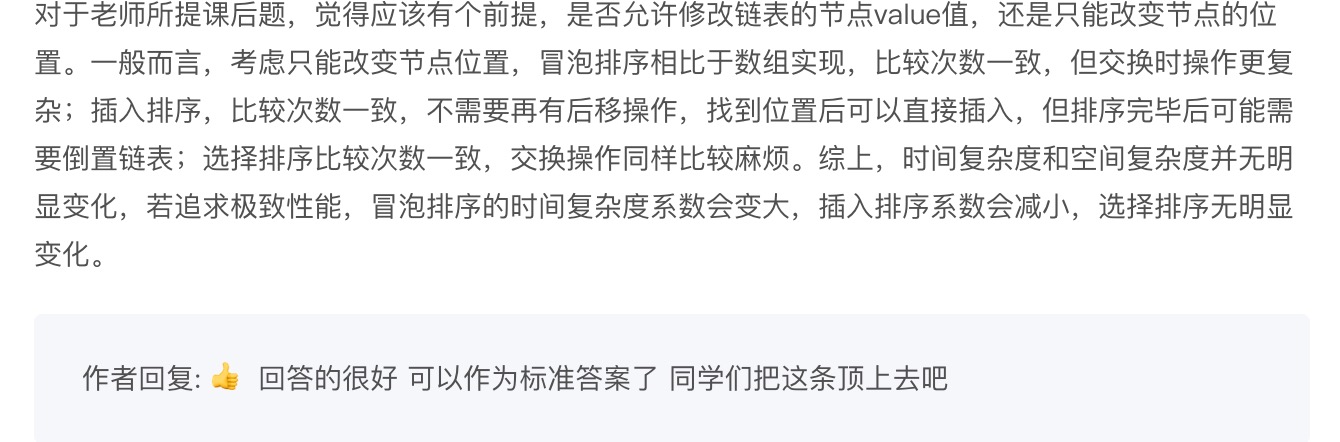 对于老师所提课后题，觉得应该有个前提，是否允许修改链表的节点value值，还是只能改变节点的位
置。一般而言，考虑只能改变节点位置，冒泡排序相比于数组实现，比较次数一致，但交换时操作更复
杂；插入排序，比较次数一致，不需要再有后移操作，找到位置后可以直接插入，但排序完毕后可能需
要倒置链表；选择排序比较次数一致，交换操作同样比较麻烦。综上，时间复杂度和空间复杂度并无明
显变化，若追求极致性能，冒泡排序的时间复杂度系数会变大，插入排序系数会减小，选择排序无明显
变化。
作者回复: 👍 回答的很好 可以作为标准答案了 同学们把这条顶上去吧